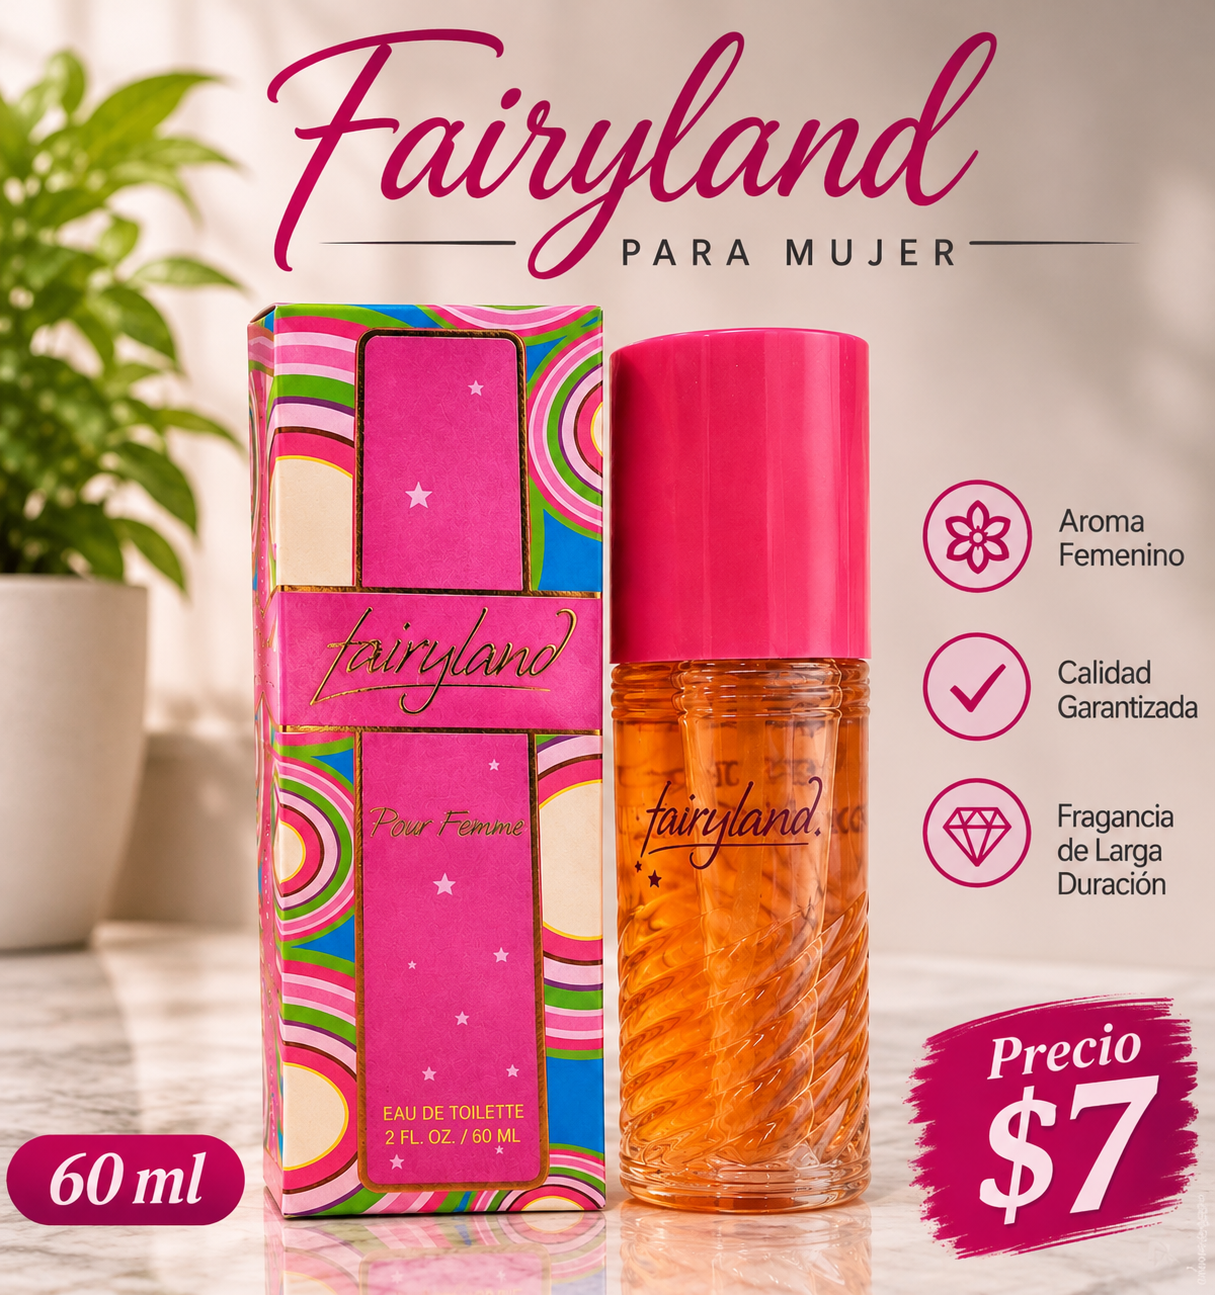 Fairyland
PARA MUJER
fairyland
Pour Femme
EAU DE TOILETTE
2 FL. OZ. / 60 ML
fairyland.
Aroma
Femenino
Calidad
Garantizada
Fragancia
de Larga
Duración
60 ml
Precio
$7